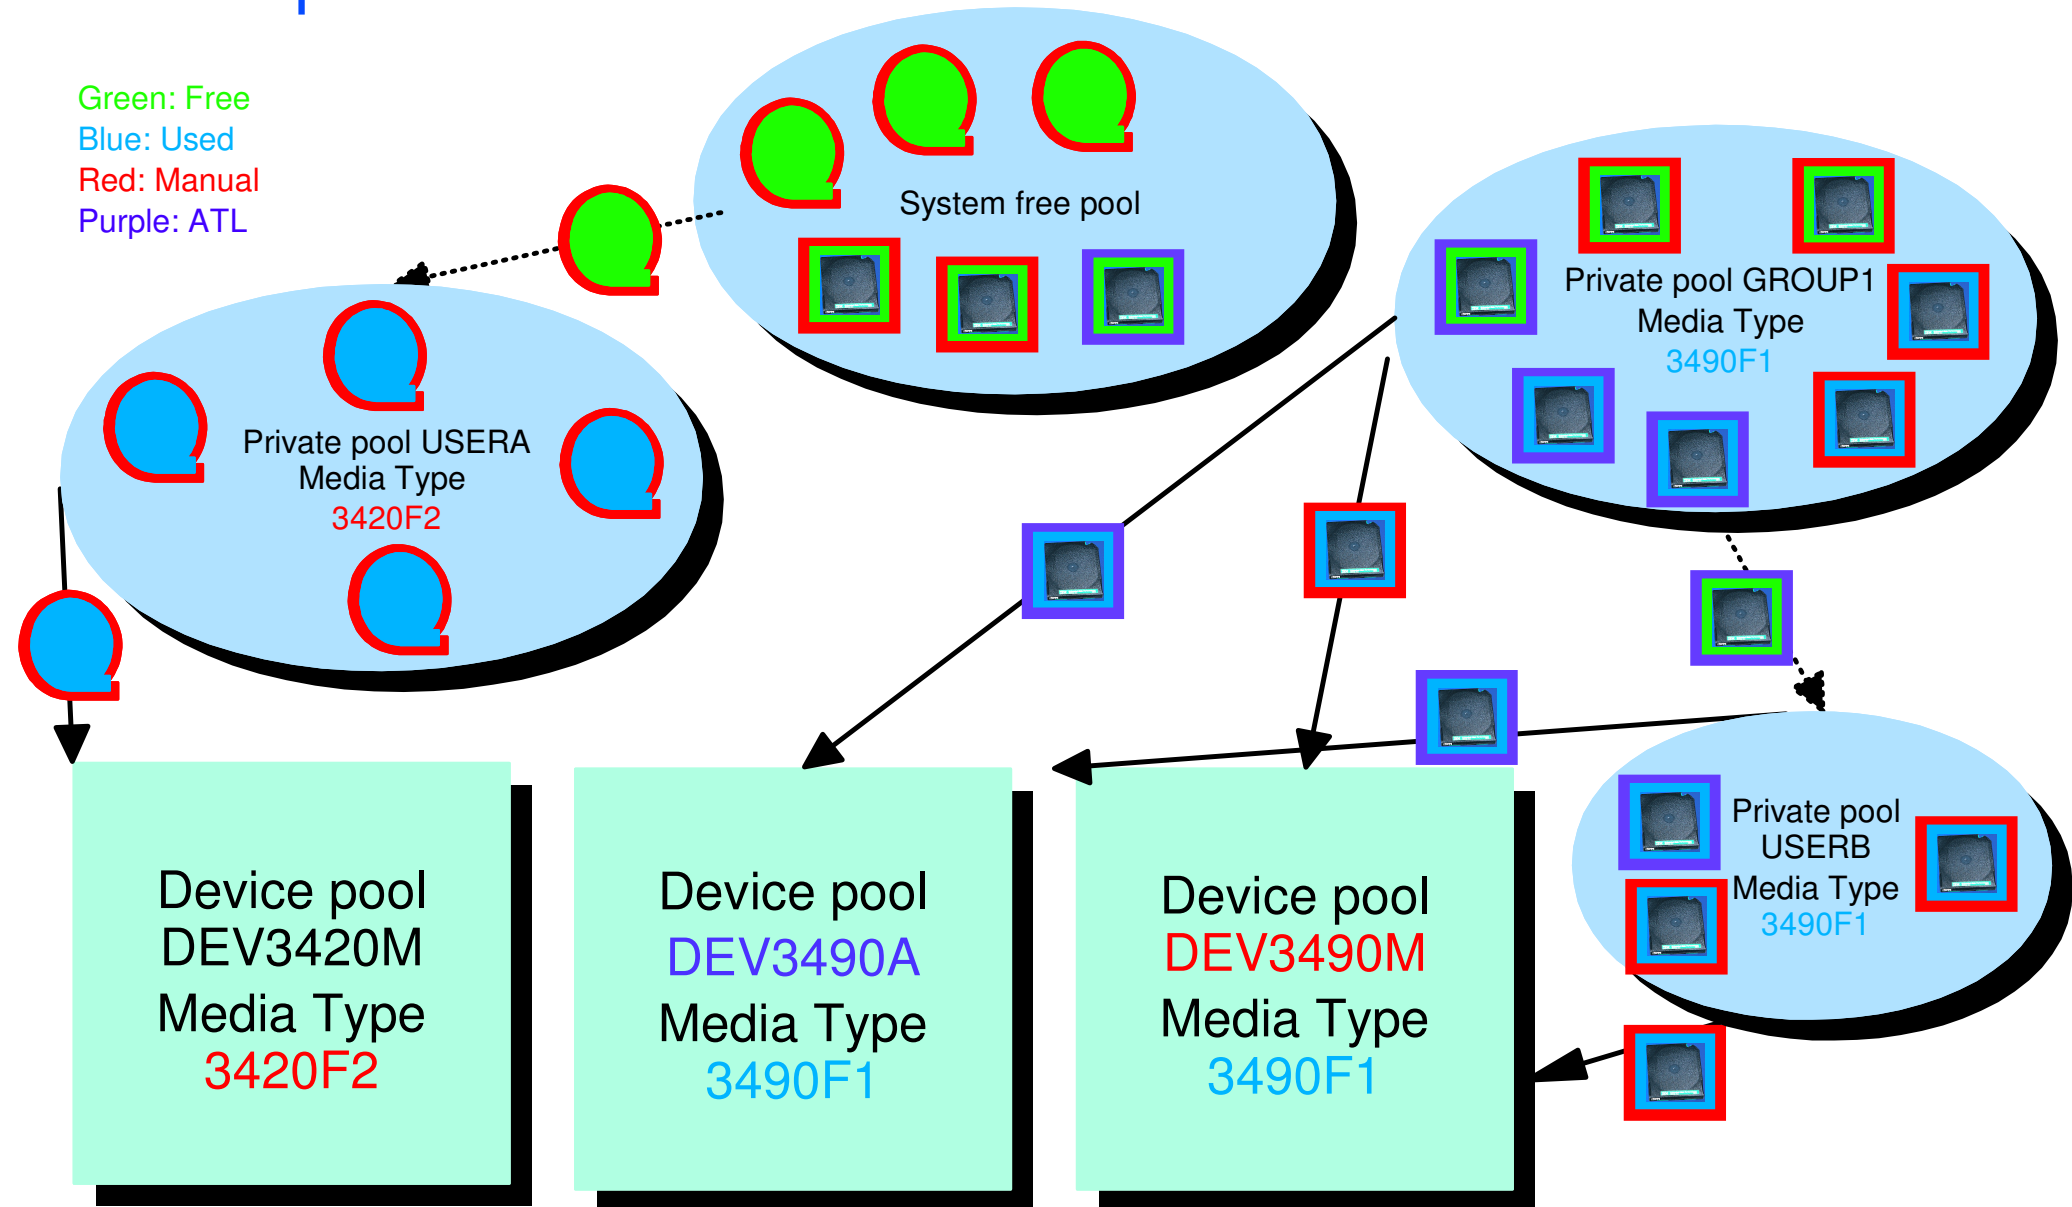 Green: Free
Blue: Used
Red: Manual
Purple: ATL
System free pool
Private pool GROUP1
Media Type
3490F1
Private pool USERA
Media Type
3420F2
Private pool
USERB
Media Type
3490F1
Device pool
DEV3420M
Media Type
3420F2
Device pool
DEV3490A
Media Type
3490F1
Device pool
DEV3490M
Media Type
3490F1